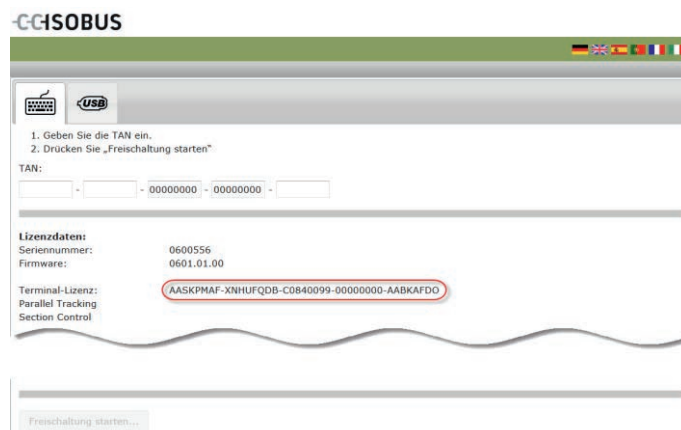 CCISOBUS
USB
1. Geben Sie die TAN ein.
2. Drücken Sie „Freischaltung starten"
TAN:
- - 00000000 - 00000000 -
Lizenzdaten:
Seriennummer: 0600556
Firmware: 0601.01.00
Terminal-Lizenz: AASKPMAF-XNHUFQDB-C0840099-00000000-AABKAFDO
Parallel Tracking
Section Control
Freischaltung starten...